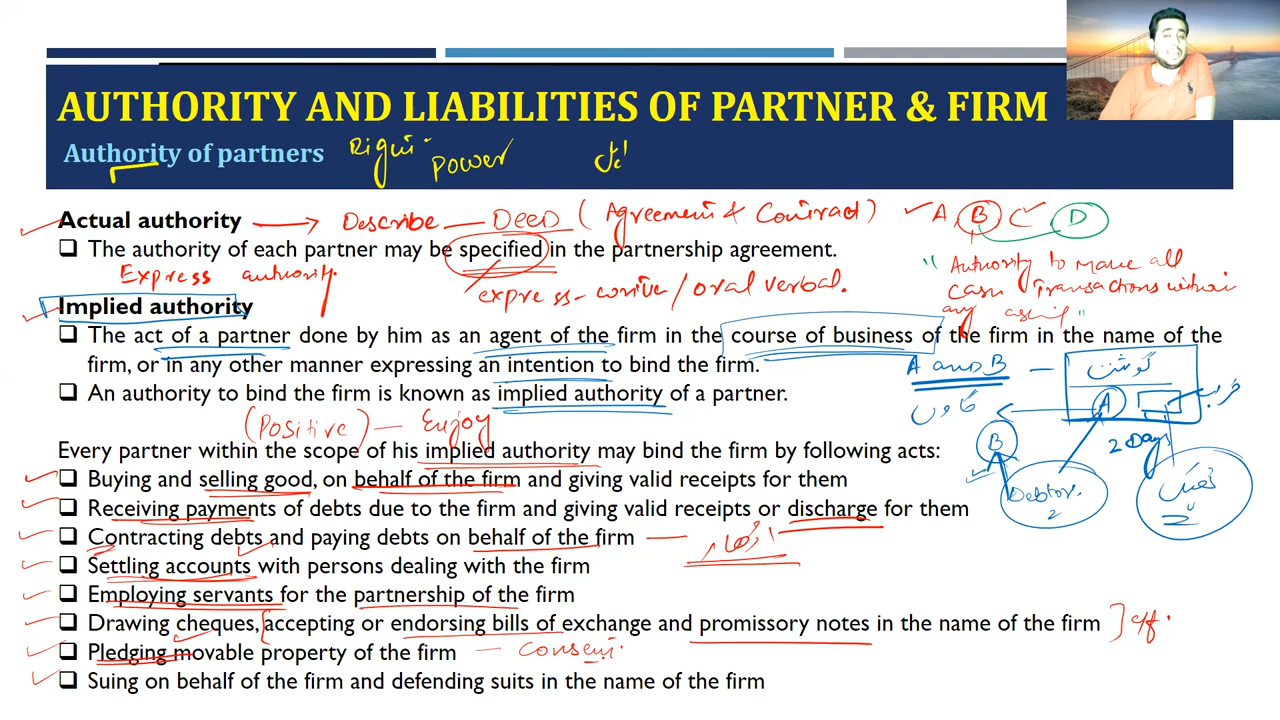 AUTHORITY AND LIABILITIES OF PARTNER & FIRM
Authority of partners
Power
Actual authority
Describe — DEED (Agreement & Contract)
A B C D
The authority of each partner may be specified in the partnership agreement.
Express authority
express - / oral verbal.
"Authority to make all
cash Transactions without
any asking"
Implied authority
The act of a partner done by him as an agent of the firm in the course of business of the firm in the name of the
firm, or in any other manner expressing an intention to bind the firm.
An authority to bind the firm is known as implied authority of a partner.
A and B — گوشت
A خراب
گاؤں
B
2 Days
Debtors
(Positive) — Enjoy
Every partner within the scope of his implied authority may bind the firm by following acts:
Buying and selling good, on behalf of the firm and giving valid receipts for them
Receiving payments of debts due to the firm and giving valid receipts or discharge for them
Contracting debts and paying debts on behalf of the firm — ادھار
Settling accounts with persons dealing with the firm
Employing servants for the partnership of the firm
Drawing cheques, [accepting or endorsing bills of exchange and promissory notes in the name of the firm ]
Pledging movable property of the firm — Consent.
Suing on behalf of the firm and defending suits in the name of the firm